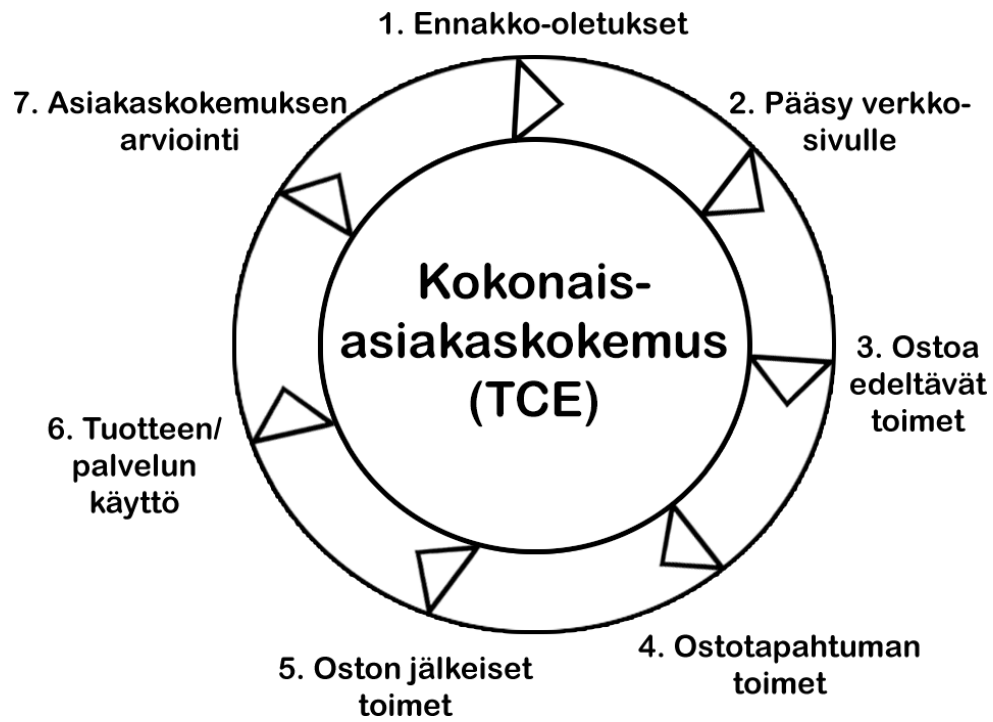 1. Ennakko-oletukset
2. Pääsy verkko-
sivulle
3. Ostoa
edeltävät
toimet
4. Ostotapahtuman
toimet
5. Oston jälkeiset
toimet
6. Tuotteen/
palvelun
käyttö
7. Asiakaskokemuksen
arviointi
Kokonais-
asiakaskokemus
(TCE)